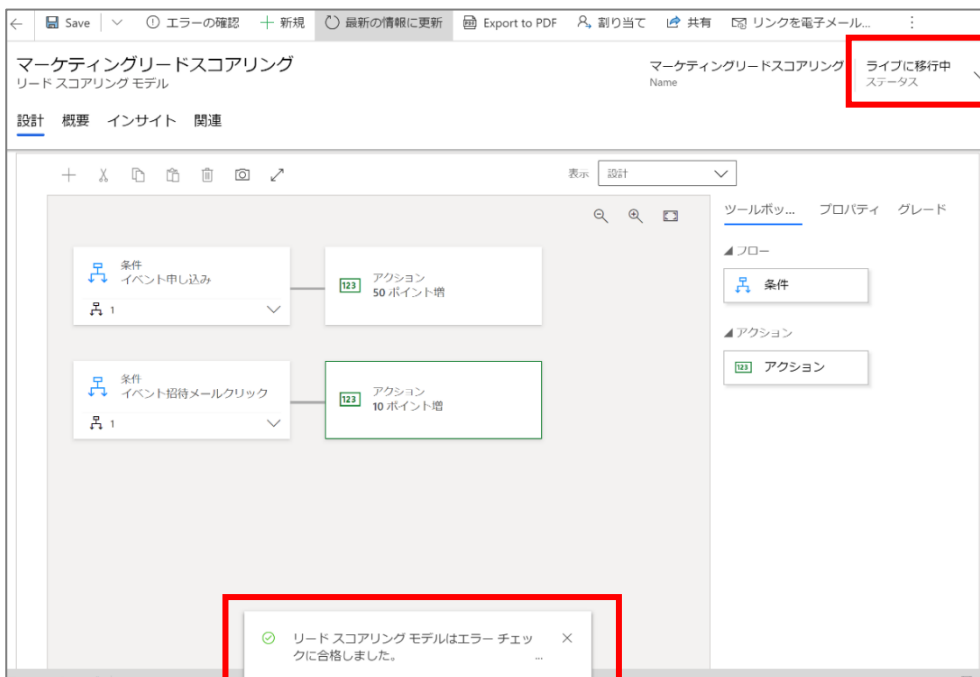 Save エラーの確認 新規 最新の情報に更新 Export to PDF 割り当て 共有 リンクを電子メール...
マーケティングリードスコアリング
リード スコアリング モデル
マーケティングリードスコアリング
Name
ライブに移行中
ステータス
設計 概要 インサイト 関連
表示 設計
ツールボッ... プロパティ グレード
フロー
条件
アクション
アクション
条件
イベント申し込み
1
アクション
123
50 ポイント増
条件
イベント招待メールクリック
1
アクション
123
10 ポイント増
123
リード スコアリング モデルはエラー チェッ
クに合格しました。
...